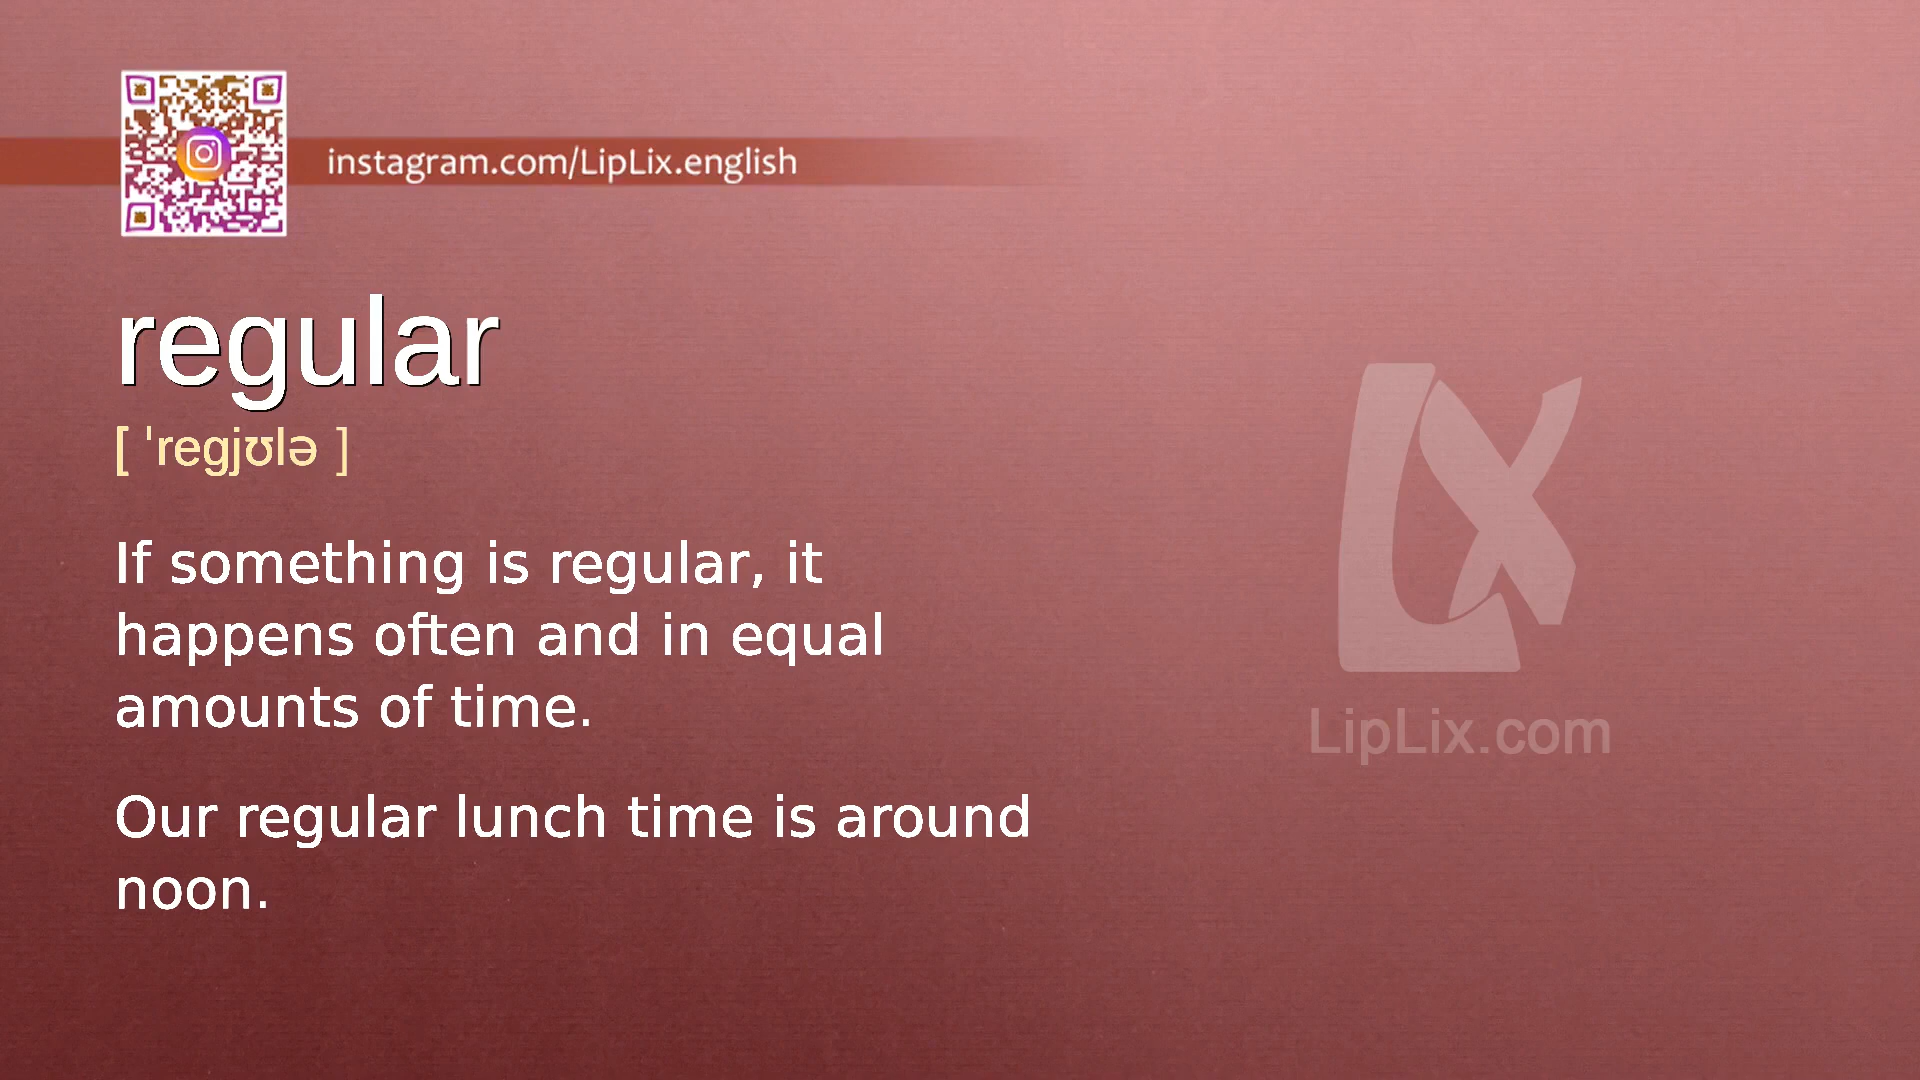 instagram.com/LipLix.english
regular
[ ˈregjʊlə ]
If something is regular, it
happens often and in equal
amounts of time.
Our regular lunch time is around
noon.
LX
LipLix.com